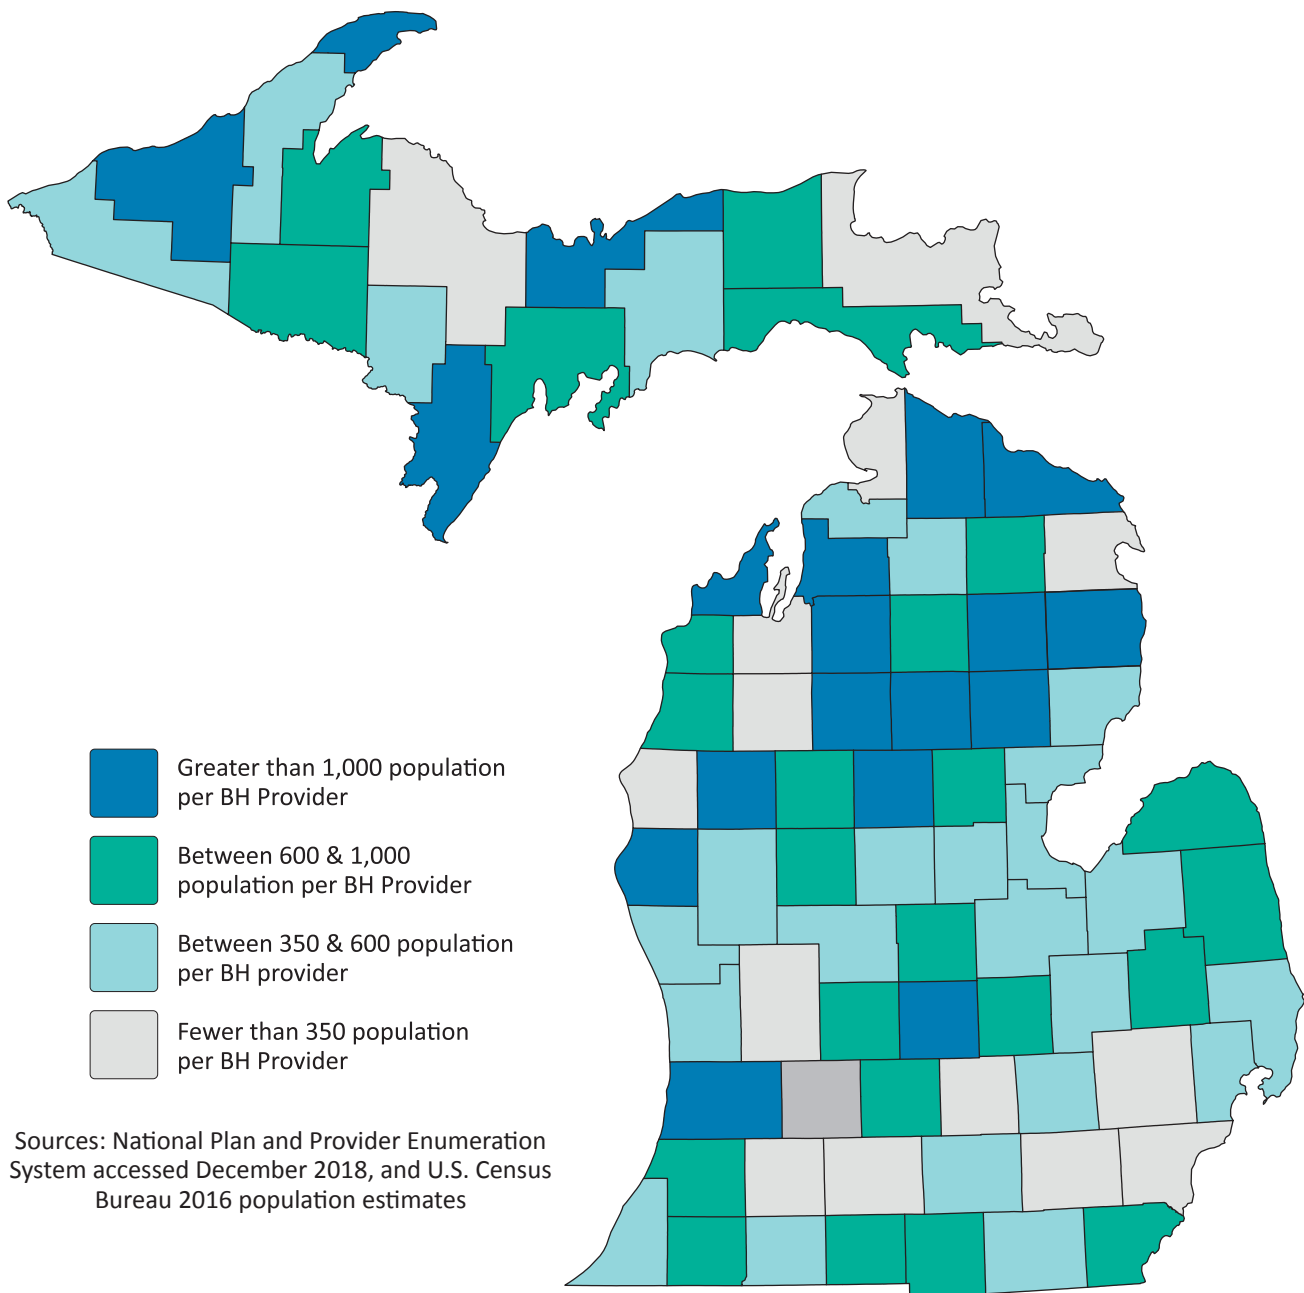 Greater than 1,000 population
per BH Provider
Between 600 & 1,000
population per BH Provider
Between 350 & 600 population
per BH provider
Fewer than 350 population
per BH Provider
Sources: National Plan and Provider Enumeration
System accessed December 2018, and U.S. Census
Bureau 2016 population estimates